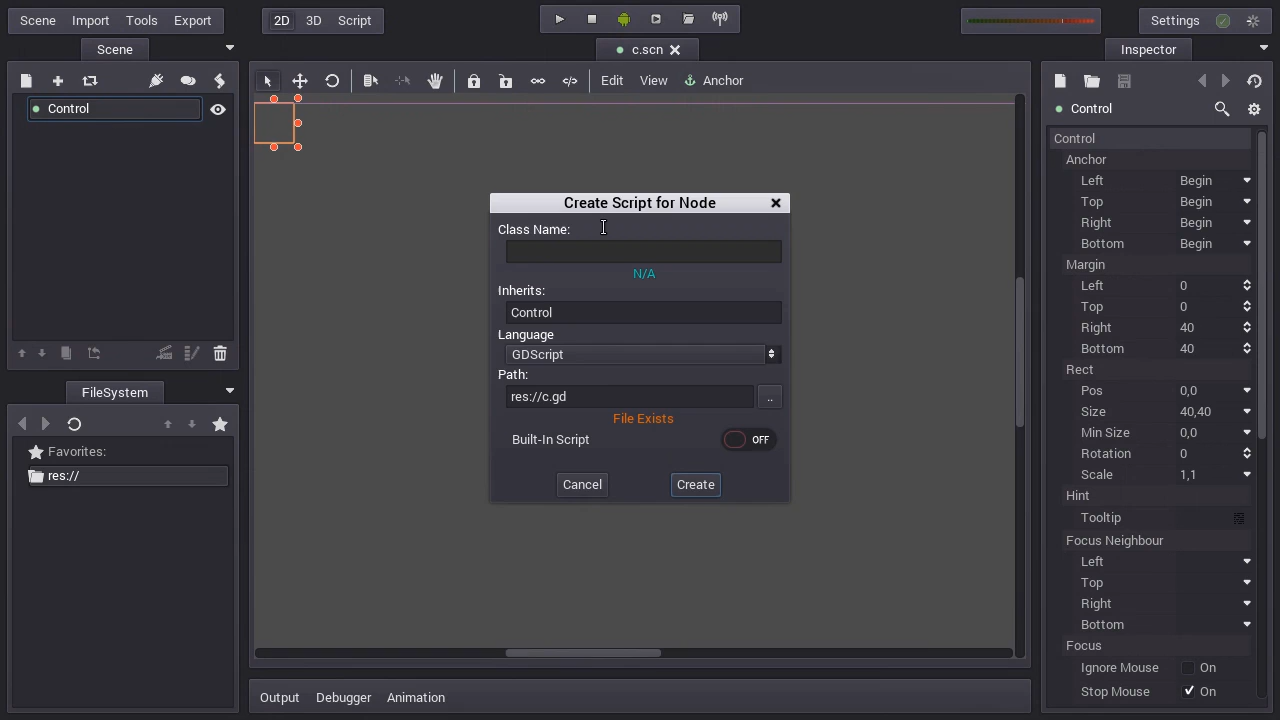 Scene Import Tools Export
2D 3D Script
Settings
Scene
c.scn
Inspector
Edit View Anchor
Control
Control
Control
Anchor
Left Begin
Top Begin
Right Begin
Bottom Begin
Margin
Left 0
Top 0
Right 40
Bottom 40
Rect
Pos 0,0
Size 40,40
Min Size 0,0
Rotation 0
Scale 1,1
Hint
Tooltip
Focus Neighbour
Left
Top
Right
Bottom
Focus
Ignore Mouse On
Stop Mouse On
Create Script for Node
Class Name:
N/A
Inherits:
Control
Language
GDScript
Path:
res://c.gd ..
File Exists
Built-In Script OFF
Cancel Create
FileSystem
Favorites:
res://
Output Debugger Animation